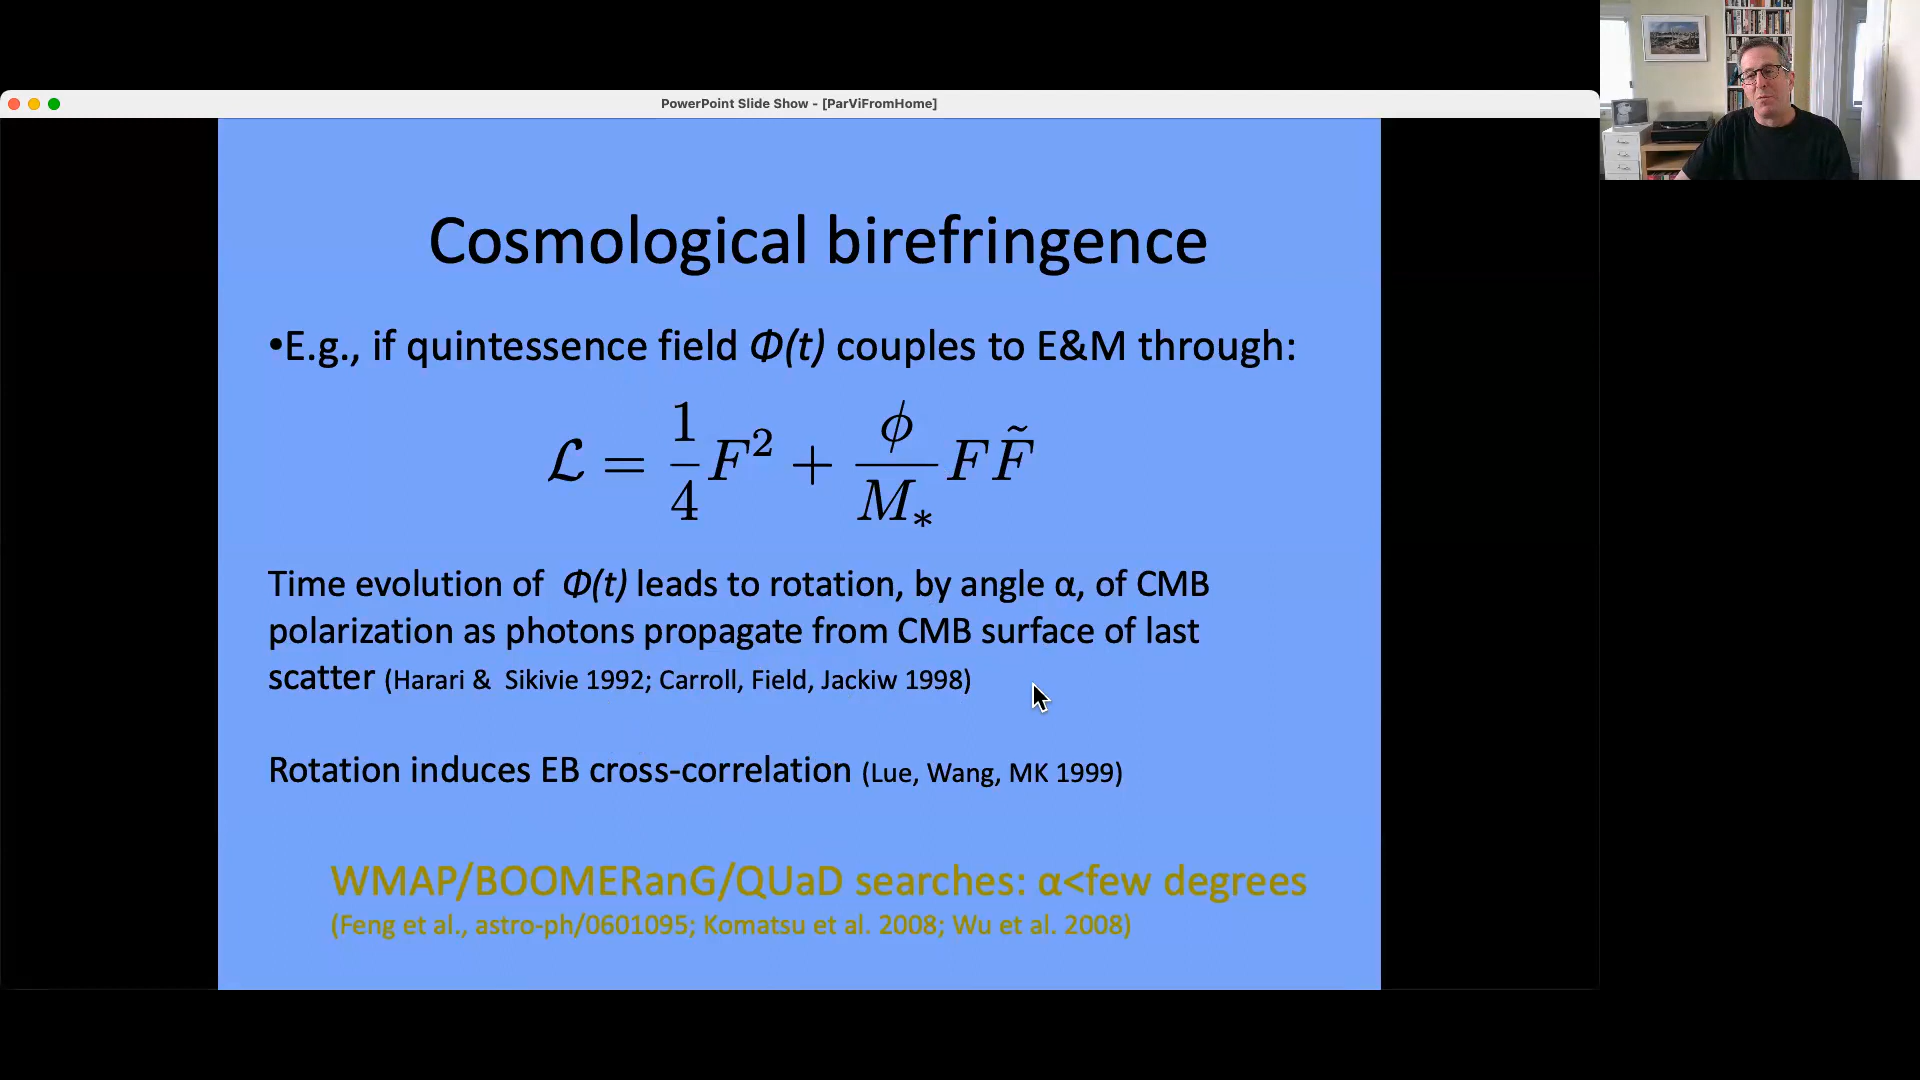 PowerPoint Slide Show - [ParViFromHome]
Cosmological birefringence
•E.g., if quintessence field Φ(t) couples to E&M through:
ℒ = 1/4 F² + ϕ/M∗ FF̃
Time evolution of Φ(t) leads to rotation, by angle α, of CMB
polarization as photons propagate from CMB surface of last
scatter (Harari & Sikivie 1992; Carroll, Field, Jackiw 1998)
Rotation induces EB cross-correlation (Lue, Wang, MK 1999)
WMAP/BOOMERanG/QUaD searches: α<few degrees
(Feng et al., astro-ph/0601095; Komatsu et al. 2008; Wu et al. 2008)